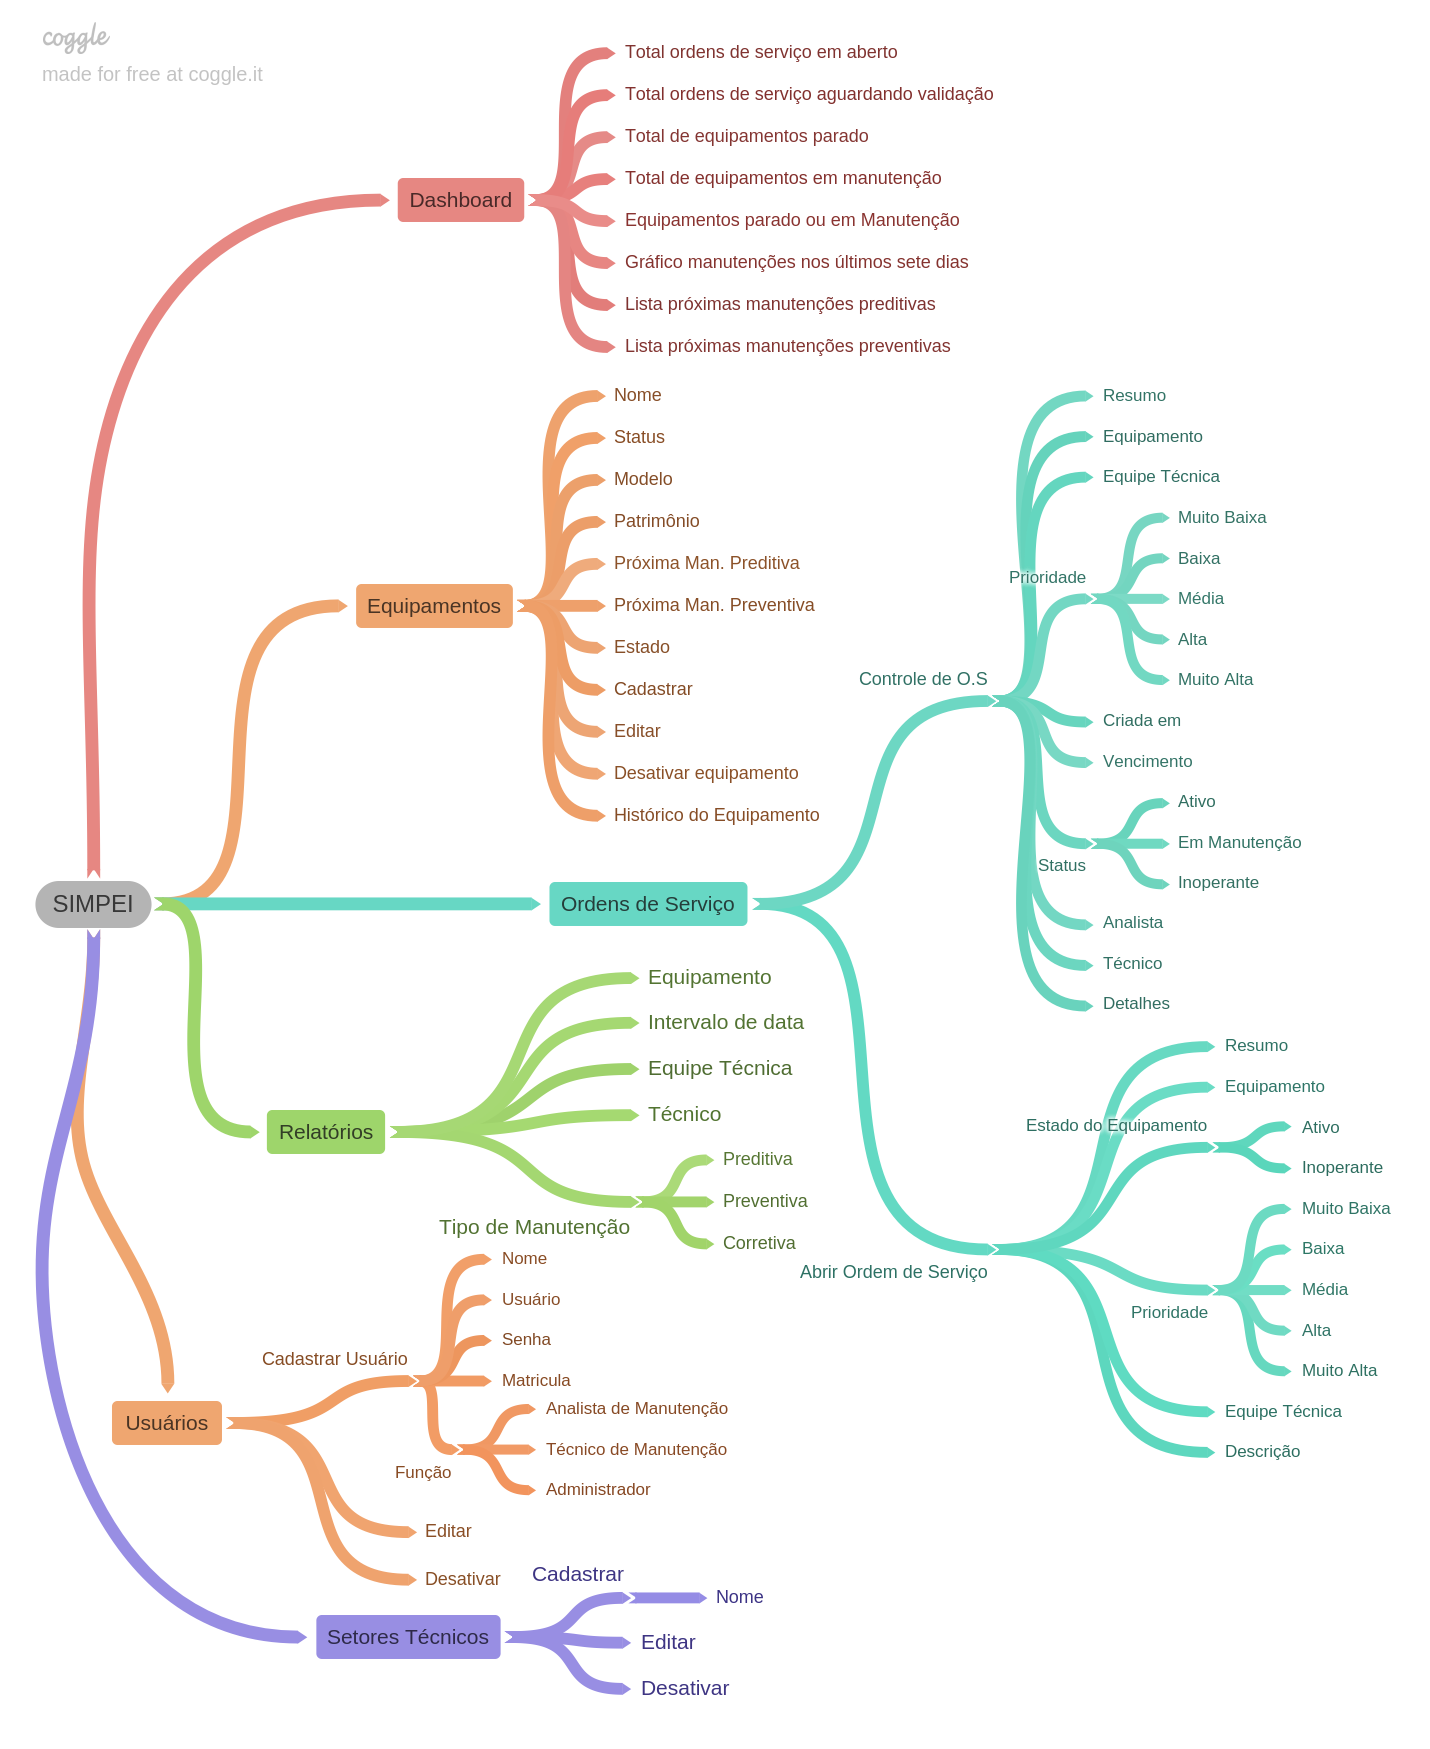 coggle
made for free at coggle.it
SIMPEI
Dashboard
Total ordens de serviço em aberto
Total ordens de serviço aguardando validação
Total de equipamentos parado
Total de equipamentos em manutenção
Equipamentos parado ou em Manutenção
Gráfico manutenções nos últimos sete dias
Lista próximas manutenções preditivas
Lista próximas manutenções preventivas
Equipamentos
Nome
Status
Modelo
Patrimônio
Próxima Man. Preditiva
Próxima Man. Preventiva
Estado
Cadastrar
Editar
Desativar equipamento
Histórico do Equipamento
Ordens de Serviço
Controle de O.S
Resumo
Equipamento
Equipe Técnica
Prioridade
Muito Baixa
Baixa
Média
Alta
Muito Alta
Criada em
Vencimento
Status
Ativo
Em Manutenção
Inoperante
Analista
Técnico
Detalhes
Abrir Ordem de Serviço
Resumo
Equipamento
Estado do Equipamento
Ativo
Inoperante
Prioridade
Muito Baixa
Baixa
Média
Alta
Muito Alta
Equipe Técnica
Descrição
Relatórios
Equipamento
Intervalo de data
Equipe Técnica
Técnico
Tipo de Manutenção
Preditiva
Preventiva
Corretiva
Usuários
Cadastrar Usuário
Nome
Usuário
Senha
Matricula
Função
Analista de Manutenção
Técnico de Manutenção
Administrador
Editar
Desativar
Setores Técnicos
Cadastrar
Nome
Editar
Desativar